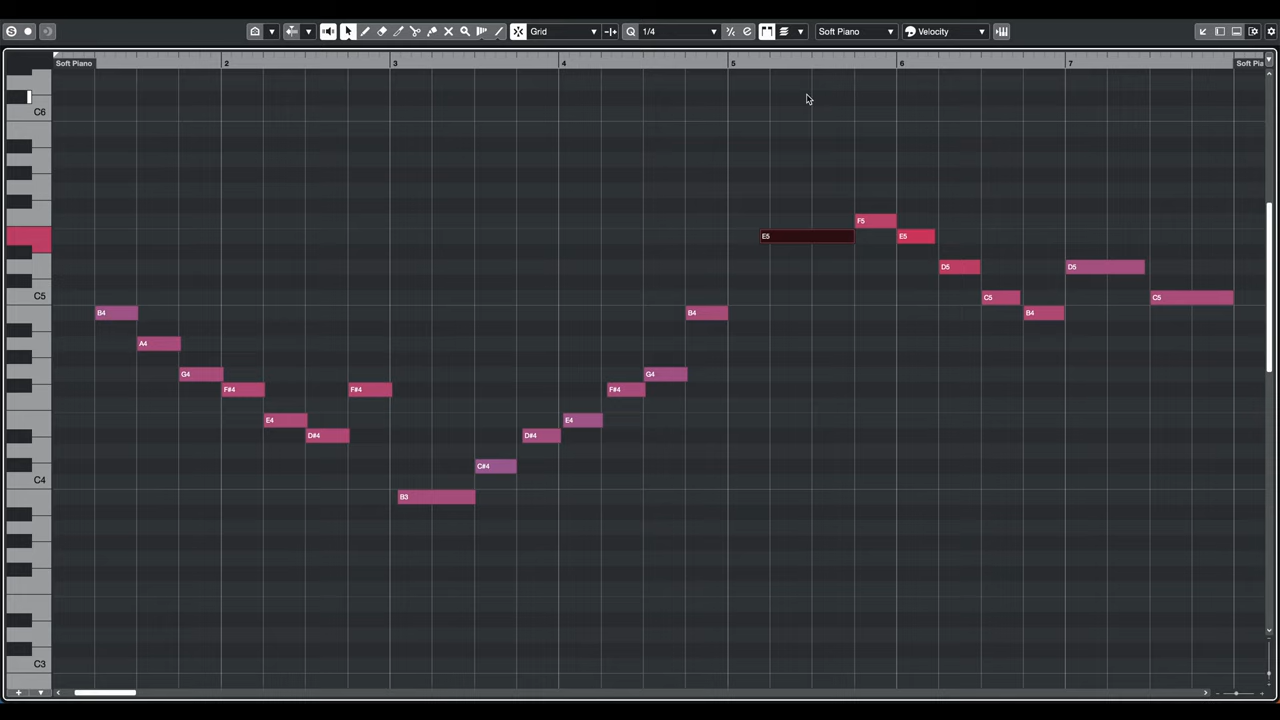 S Grid Q 1/4 Soft Piano Velocity
Soft Piano 2 3 4 5 6 7 Soft Pia
C6
F5
E5 E5
D5 D5
C5 C5 C5
B4 B4 B4
A4
G4 G4
F#4 F#4 F#4
E4 E4
D#4 D#4
C#4
C4
B3
C3